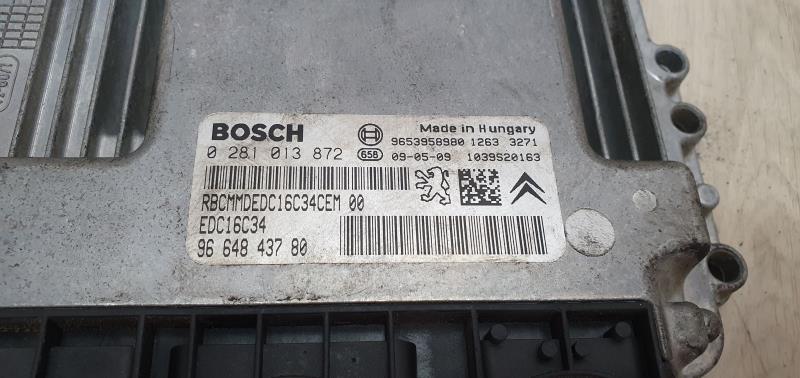 BOSCH
Made in Hungary
0 281 013 872
658
9653958980 1263 3271
09-05-09 1039S20163
RBCMMDEDC16C34CEM 00
EDC16C34
96 648 437 80